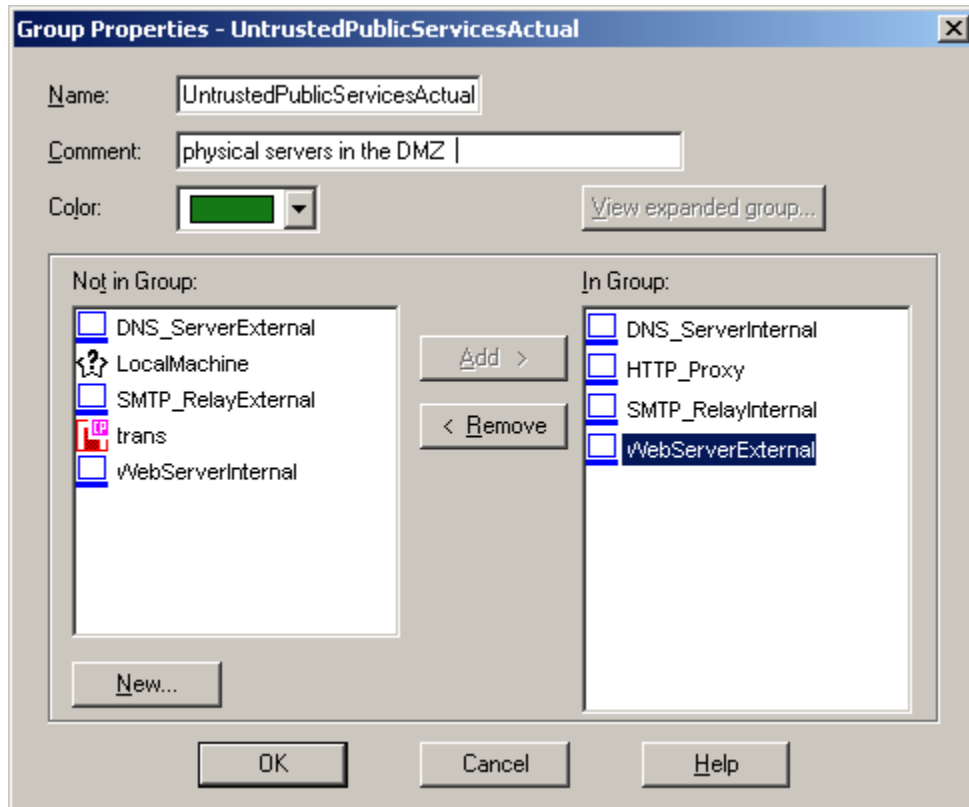 Group Properties - UntrustedPublicServicesActual
Name: UntrustedPublicServicesActual
Comment: physical servers in the DMZ
Color:
View expanded group...
Not in Group:
DNS_ServerExternal
LocalMachine
SMTP_RelayExternal
trans
WebServerInternal
New...
Add >
< Remove
In Group:
DNS_ServerInternal
HTTP_Proxy
SMTP_RelayInternal
WebServerExternal
OK
Cancel
Help